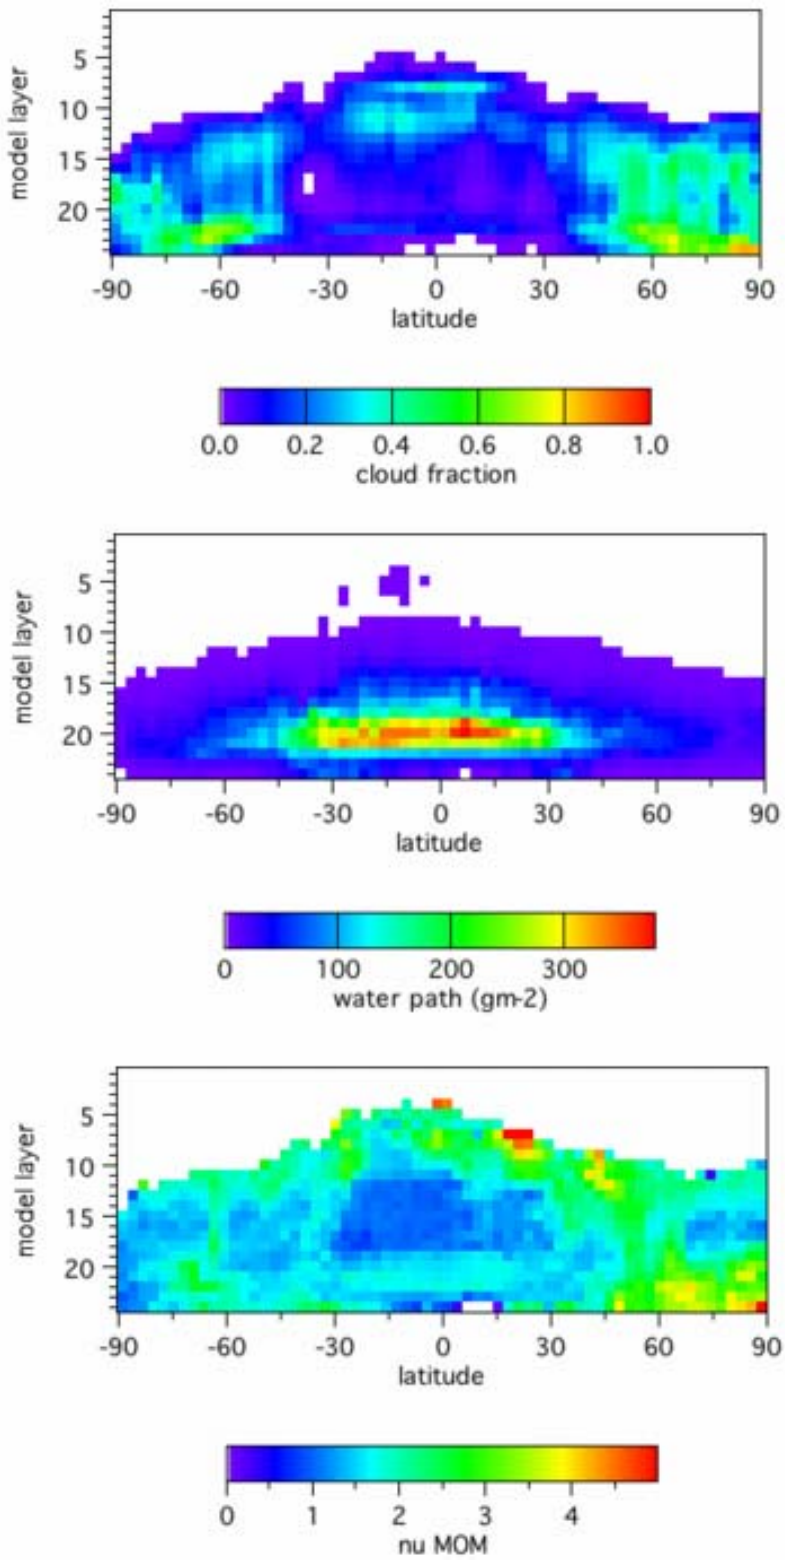 model layer
5
10
15
20
-90 -60 -30 0 30 60 90
latitude
0.0 0.2 0.4 0.6 0.8 1.0
cloud fraction
model layer
5
10
15
20
-90 -60 -30 0 30 60 90
latitude
0 100 200 300
water path (gm-2)
model layer
5
10
15
20
-90 -60 -30 0 30 60 90
latitude
0 1 2 3 4
nu MOM